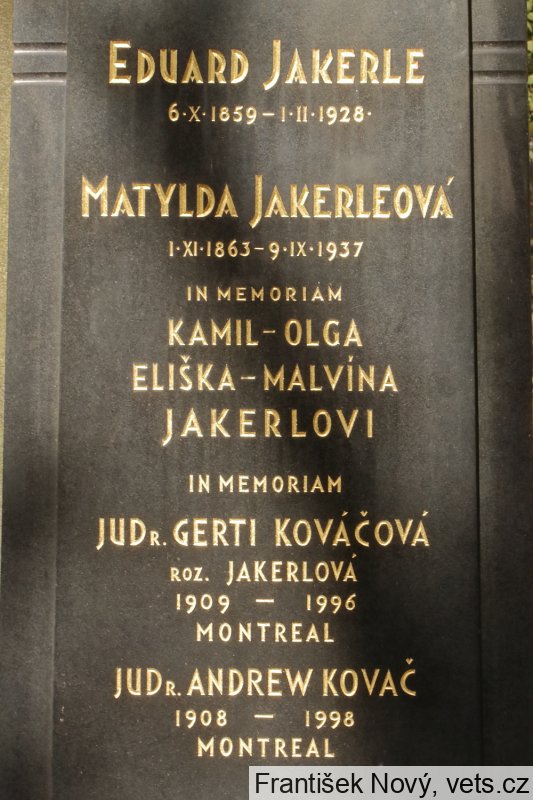 EDUARD JAKERLE
6·X·1859–1·II·1928·
MATYLDA JAKERLEOVÁ
1·XI·1863–9·IX·1937
IN MEMORIAM
KAMIL–OLGA
ELIŠKA–MALVÍNA
JAKERLOVI
IN MEMORIAM
JUDR. GERTI KOVÁČOVÁ
ROZ. JAKERLOVÁ
1909 — 1996
MONTREAL
JUDR. ANDREW KOVAČ
1908 — 1998
MONTREAL
František Nový, vets.cz